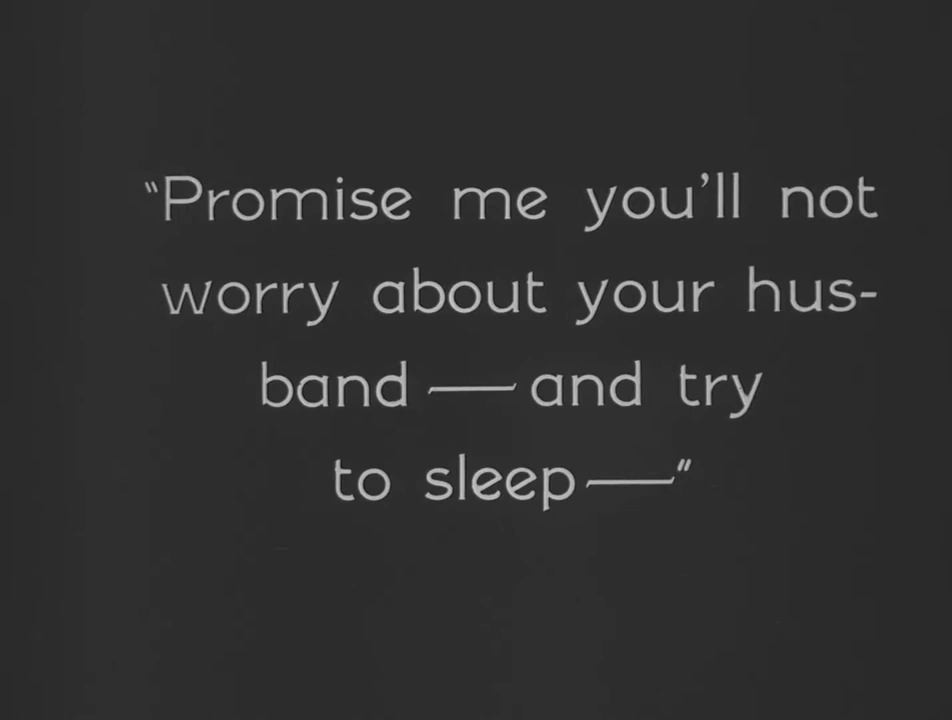 "Promise me you'll not
worry about your hus-
band — and try
to sleep —"